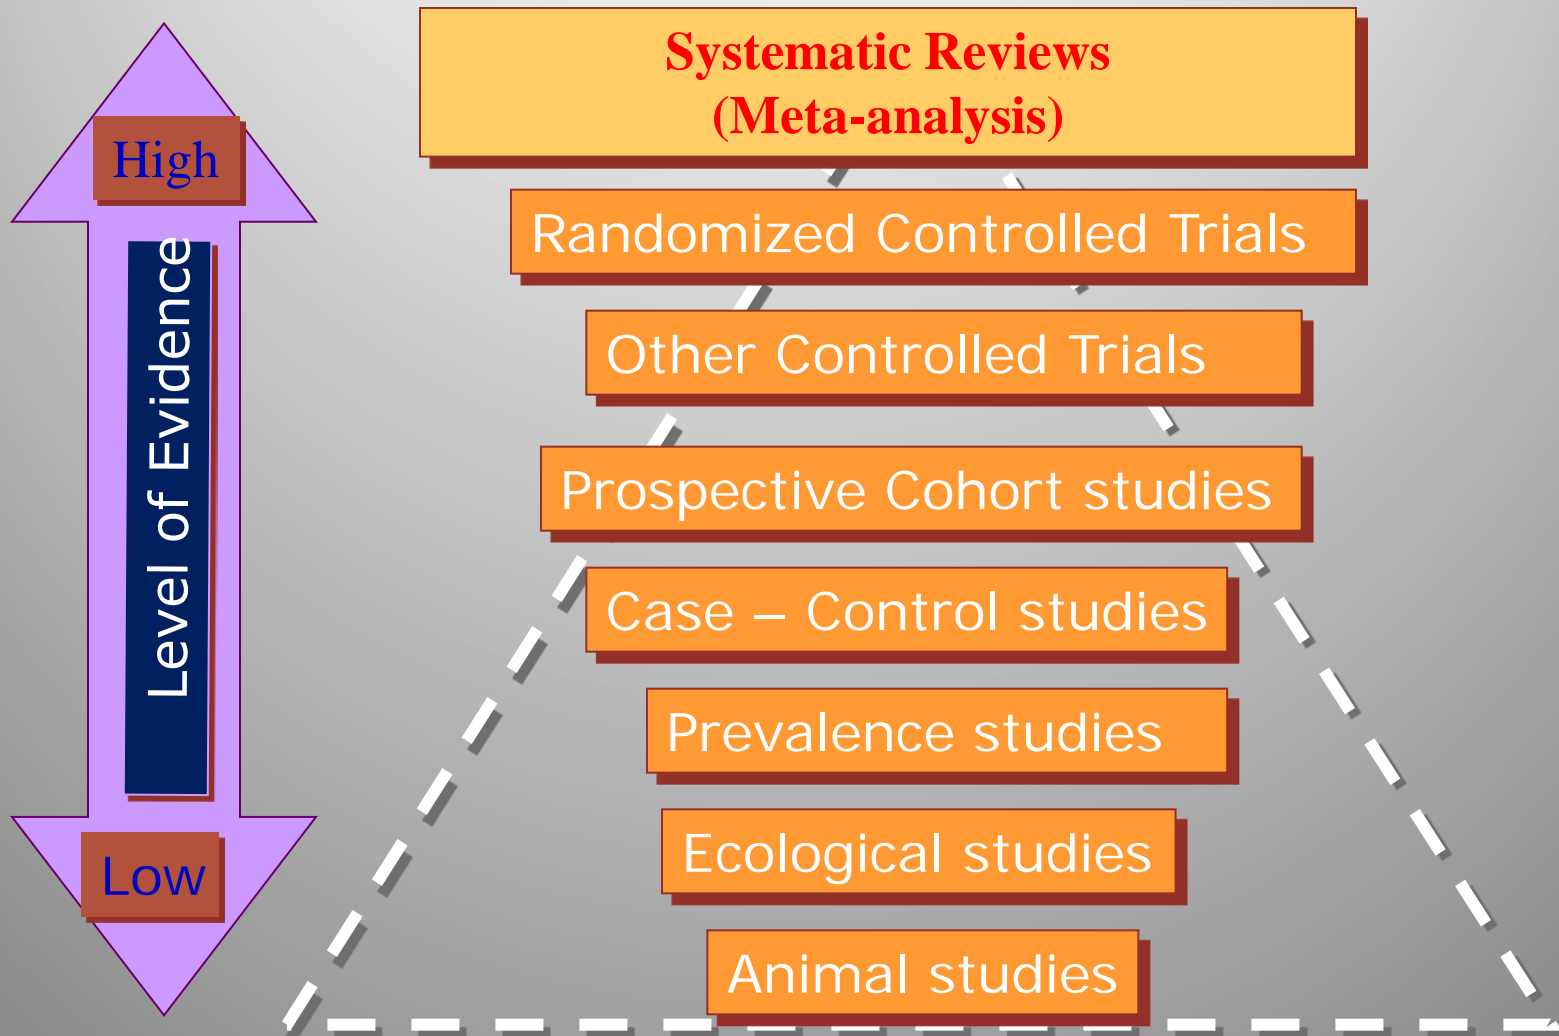 Systematic Reviews
(Meta-analysis)
High
Randomized Controlled Trials
Level of Evidence
Other Controlled Trials
Prospective Cohort studies
Case – Control studies
Prevalence studies
Ecological studies
Low
Animal studies